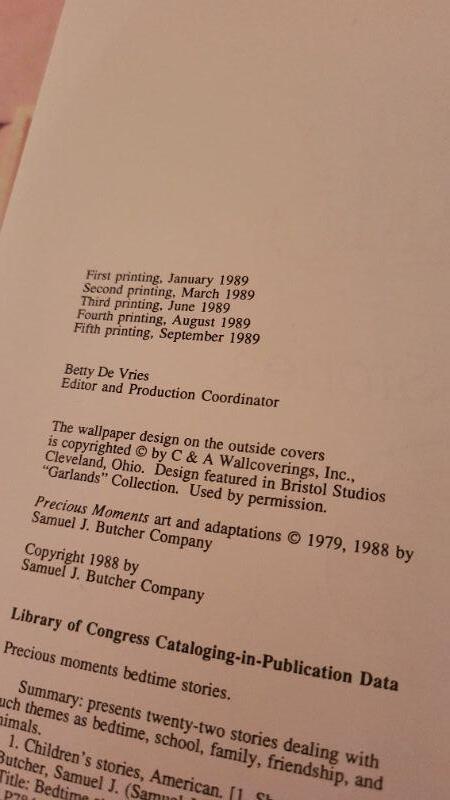 First printing, January 1989
Second printing, March 1989
Third printing, June 1989
Fourth printing, August 1989
Fifth printing, September 1989
Betty De Vries
Editor and Production Coordinator
The wallpaper design on the outside covers
is copyrighted © by C & A Wallcoverings, Inc.,
Cleveland, Ohio. Design featured in Bristol Studios
"Garlands" Collection. Used by permission.
Precious Moments art and adaptations © 1979, 1988 by
Samuel J. Butcher Company
Copyright 1988 by
Samuel J. Butcher Company
Library of Congress Cataloging-in-Publication Data
Precious moments bedtime stories.
Summary: presents twenty-two stories dealing with
uch themes as bedtime, school, family, friendship, and
nimals.
1. Children's stories, American. [1. Sh
Butcher, Samuel J. (Samuel J
Title: Bedtime